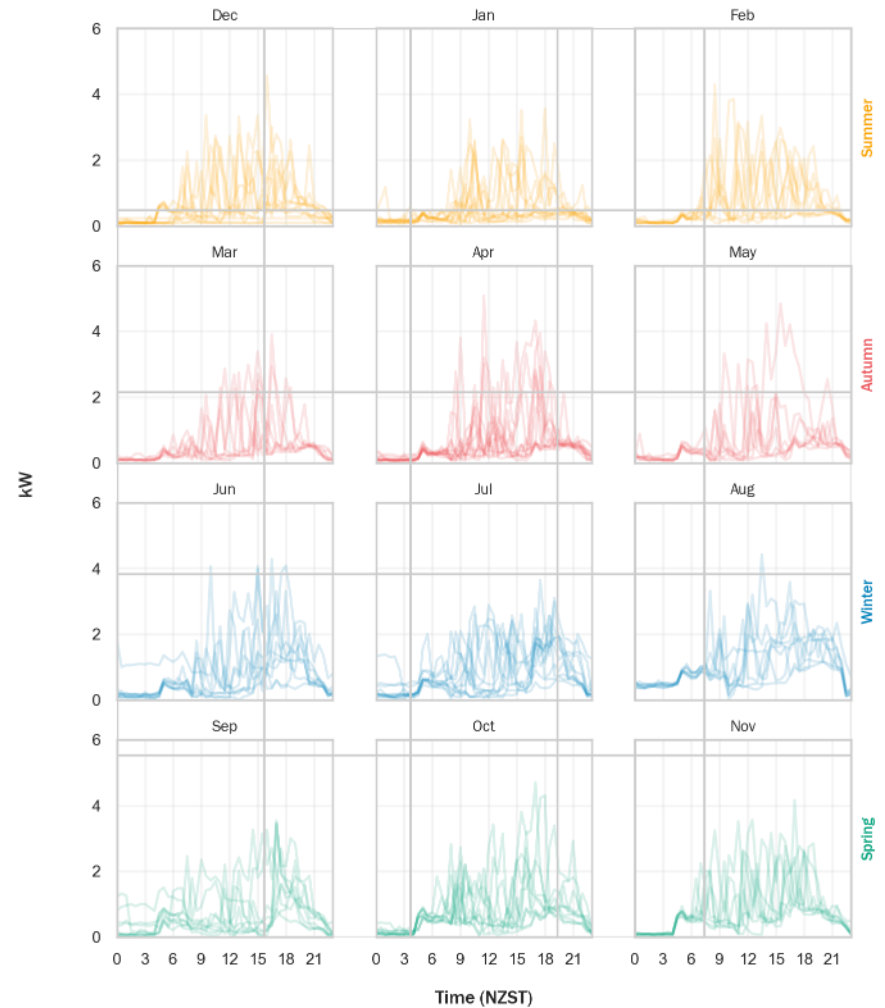 Dec Jan Feb
6
4
2
0
Summer
Mar Apr May
6
4
2
0
Autumn
kW
Jun Jul Aug
6
4
2
0
Winter
Sep Oct Nov
6
4
2
0
Spring
0 3 6 9 12 15 18 21 0 3 6 9 12 15 18 21 0 3 6 9 12 15 18 21
Time (NZST)